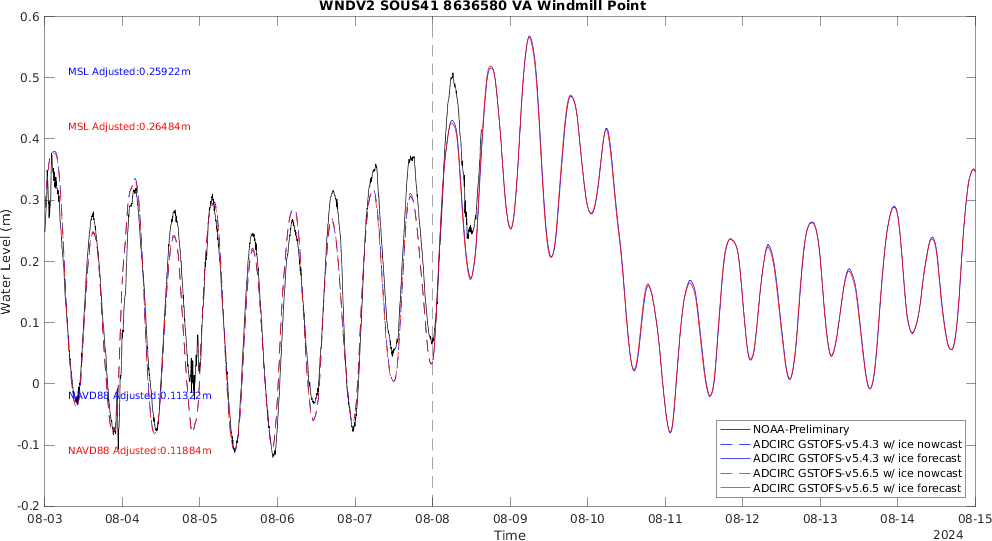 WNDV2 SOUS41 8636580 VA Windmill Point
Water Level (m)
0.6
0.5
0.4
0.3
0.2
0.1
0
-0.1
-0.2
MSL Adjusted:0.25922m
MSL Adjusted:0.26484m
NAVD88 Adjusted:0.11322m
NAVD88 Adjusted:0.11884m
NOAA-Preliminary
ADCIRC GSTOFS-v5.4.3 w/ ice nowcast
ADCIRC GSTOFS-v5.4.3 w/ ice forecast
ADCIRC GSTOFS-v5.6.5 w/ ice nowcast
ADCIRC GSTOFS-v5.6.5 w/ ice forecast
08-03 08-04 08-05 08-06 08-07 08-08 08-09 08-10 08-11 08-12 08-13 08-14 08-15
Time
2024